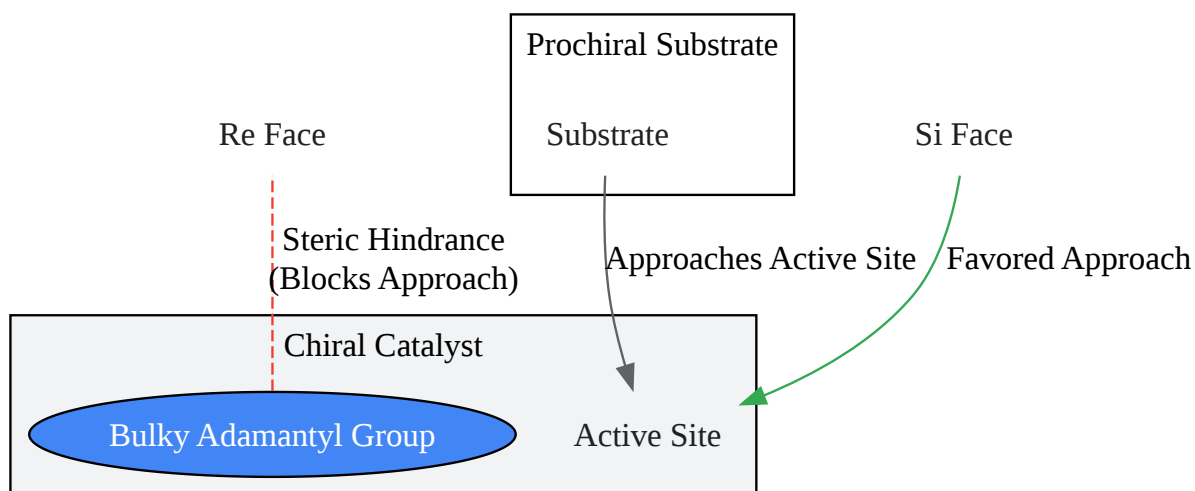 Prochiral Substrate
Re Face
Substrate
Si Face
Steric Hindrance
(Blocks Approach)
Approaches Active Site
Favored Approach
Chiral Catalyst
Bulky Adamantyl Group
Active Site